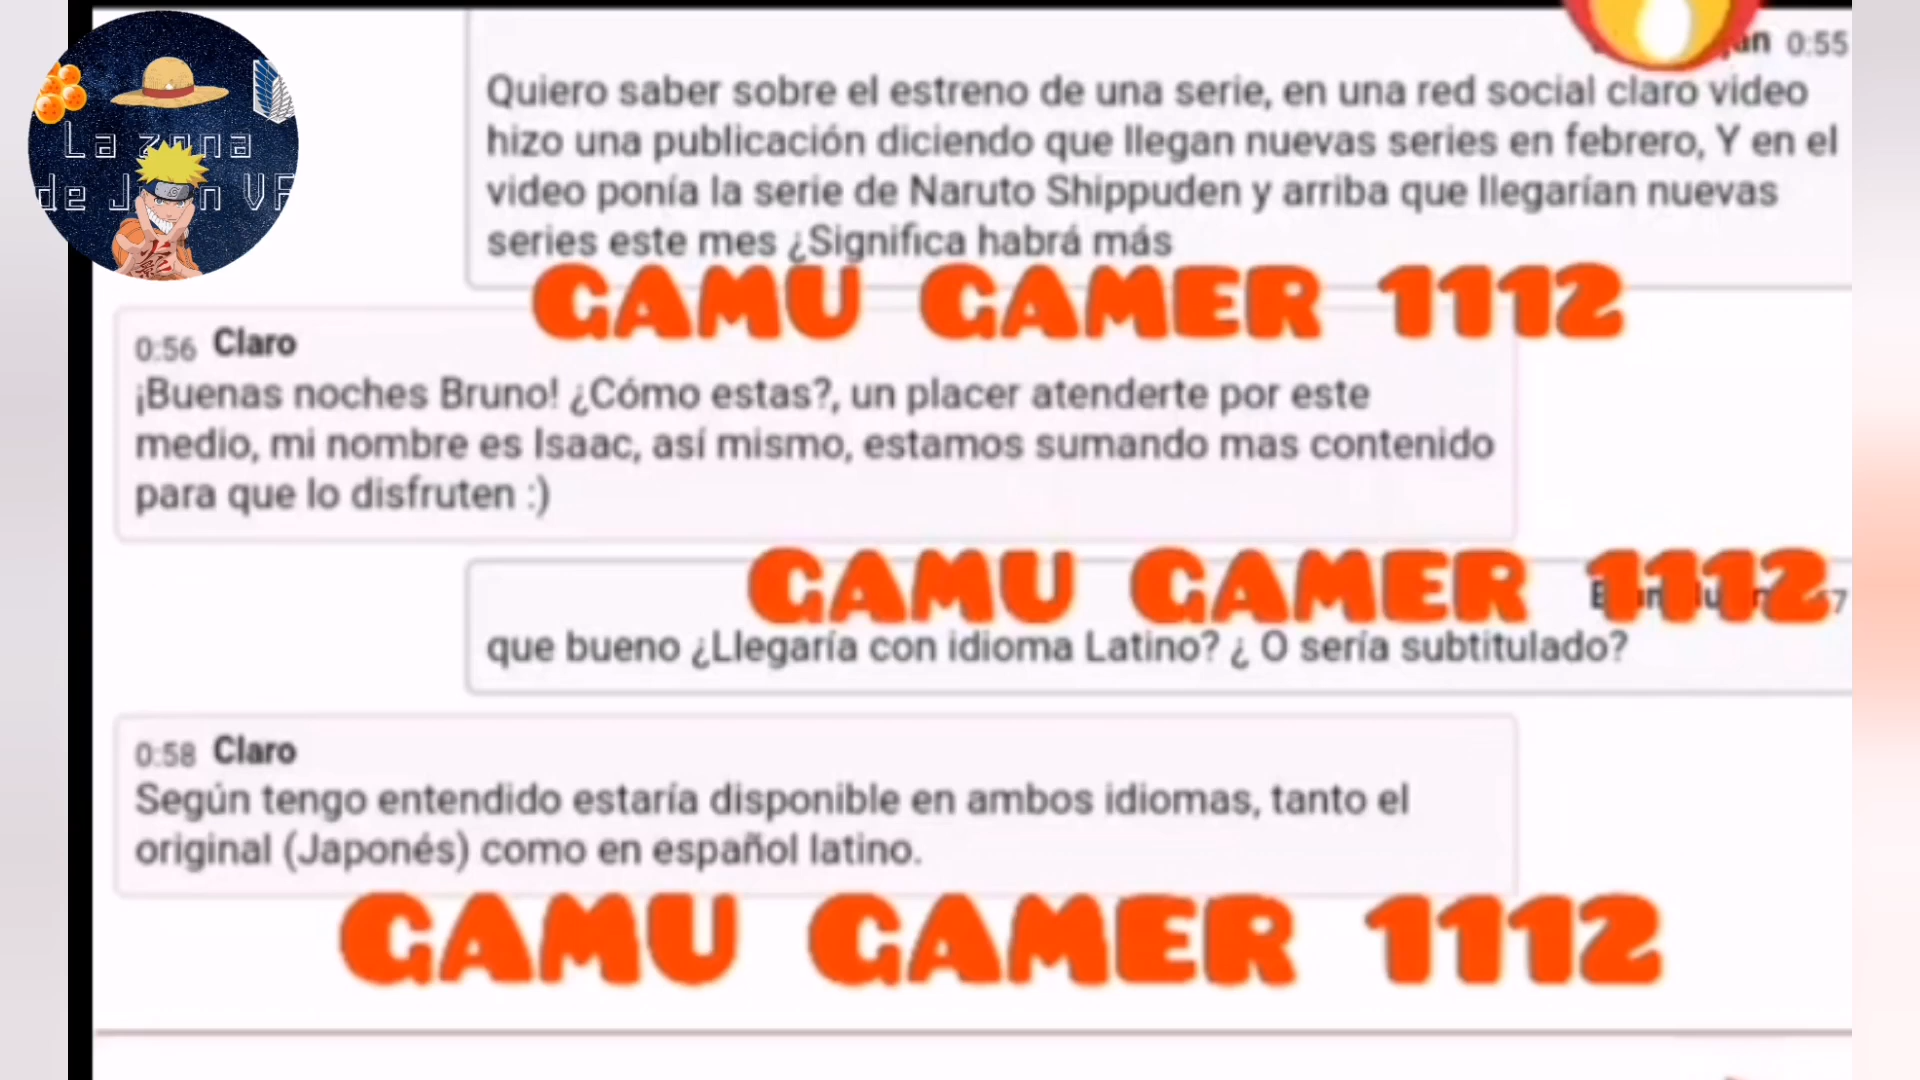 La zona
de J n VR
0:55
Quiero saber sobre el estreno de una serie, en una red social claro video
hizo una publicación diciendo que llegan nuevas series en febrero, Y en el
video ponía la serie de Naruto Shippuden y arriba que llegarían nuevas
series este mes ¿Significa habrá más
GAMU GAMER 1112
0:56 Claro
¡Buenas noches Bruno! ¿Cómo estas?, un placer atenderte por este
medio, mi nombre es Isaac, así mismo, estamos sumando mas contenido
para que lo disfruten :)
GAMU GAMER 1112
que bueno ¿Llegaría con idioma Latino? ¿ O sería subtitulado?
0:58 Claro
Según tengo entendido estaría disponible en ambos idiomas, tanto el
original (Japonés) como en español latino.
GAMU GAMER 1112